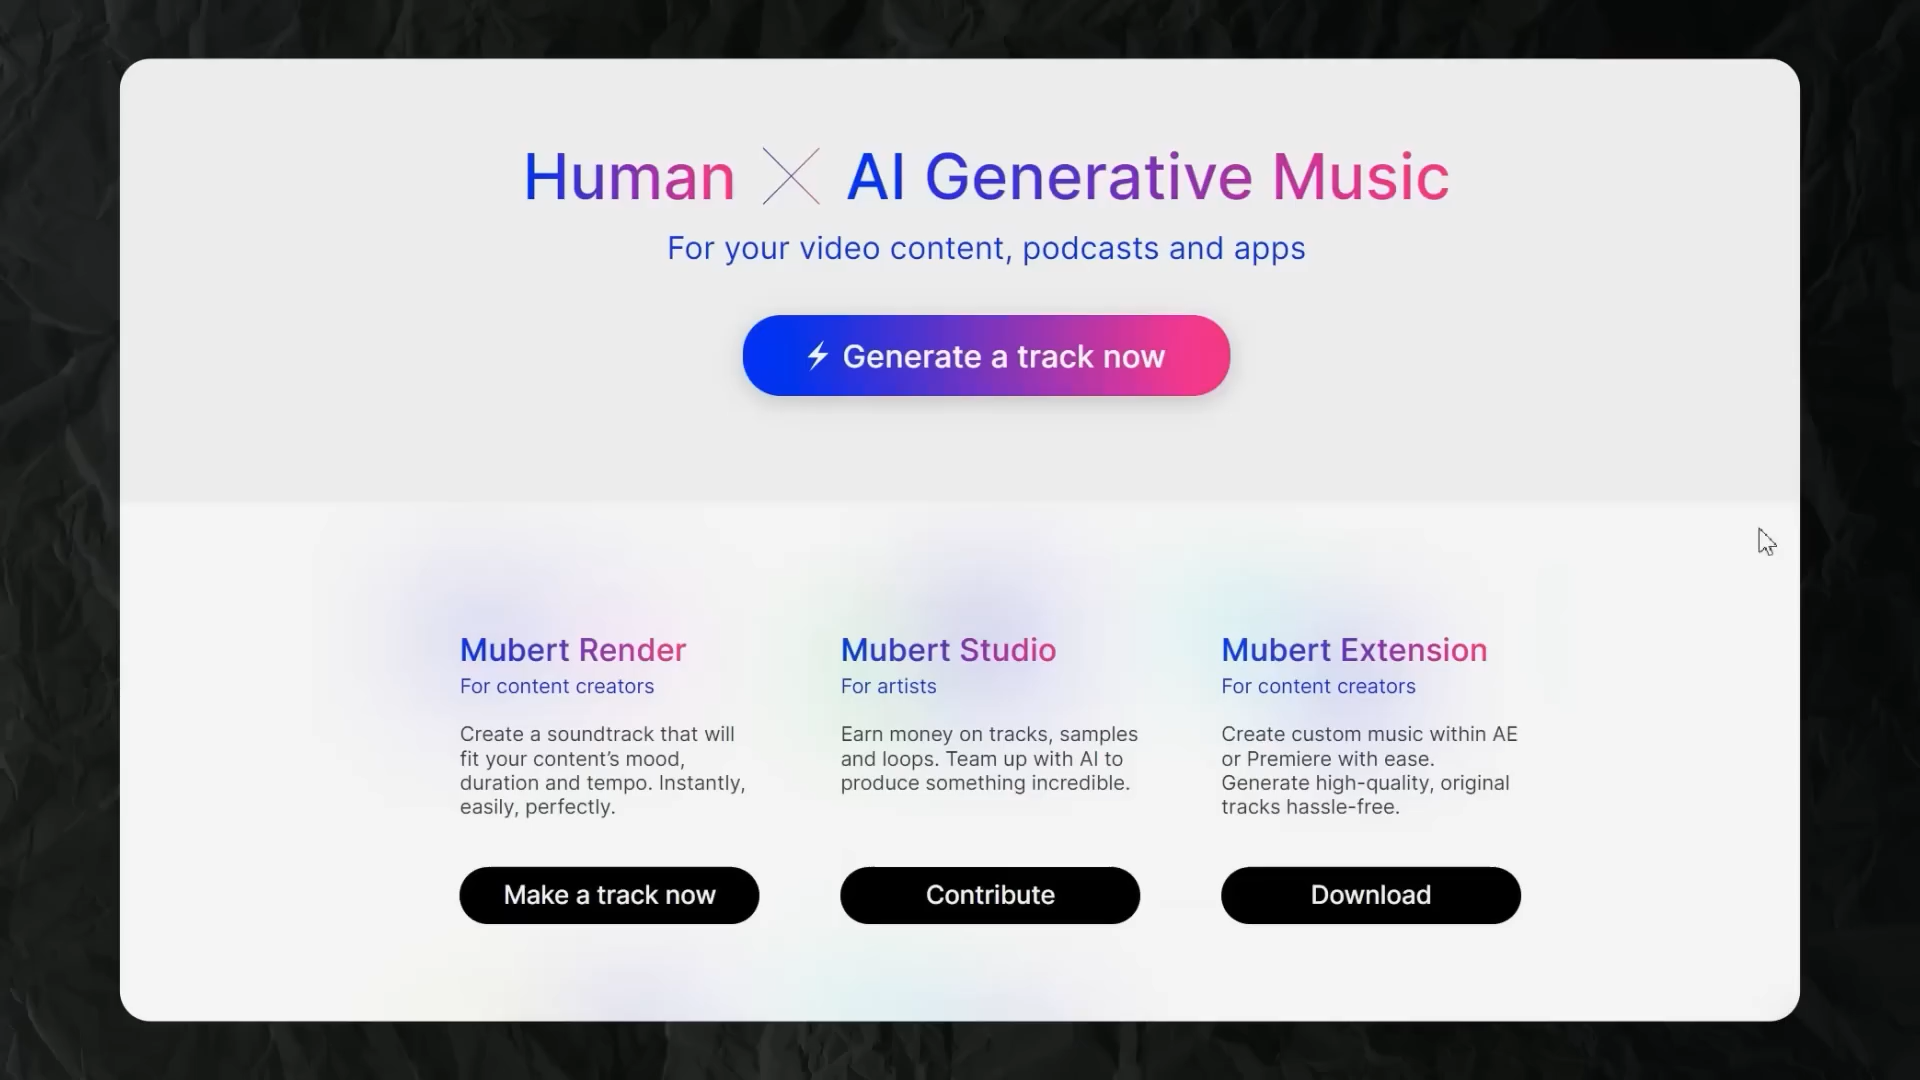 Human × AI Generative Music
For your video content, podcasts and apps
⚡ Generate a track now
Mubert Render
For content creators
Create a soundtrack that will
fit your content’s mood,
duration and tempo. Instantly,
easily, perfectly.
Make a track now
Mubert Studio
For artists
Earn money on tracks, samples
and loops. Team up with AI to
produce something incredible.
Contribute
Mubert Extension
For content creators
Create custom music within AE
or Premiere with ease.
Generate high-quality, original
tracks hassle-free.
Download